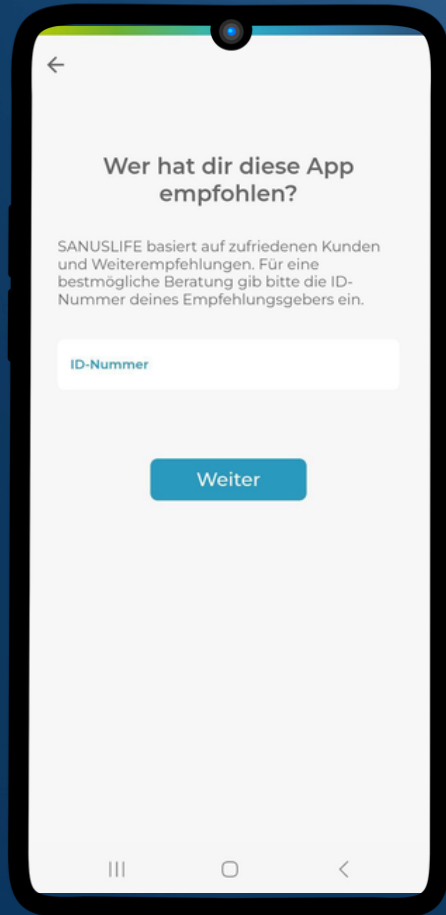 Wer hat dir diese App
empfohlen?
SANUSLIFE basiert auf zufriedenen Kunden
und Weiterempfehlungen. Für eine
bestmögliche Beratung gib bitte die ID-
Nummer deines Empfehlungsgebers ein.
ID-Nummer
Weiter